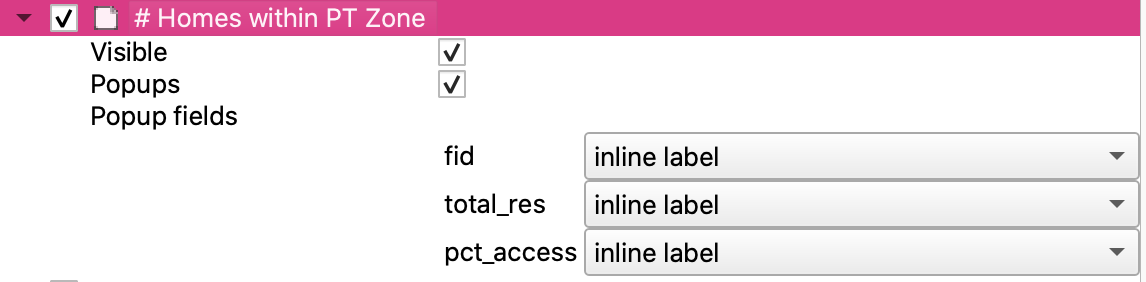 # Homes within PT Zone
Visible
Popups
Popup fields
fid inline label
total_res inline label
pct_access inline label